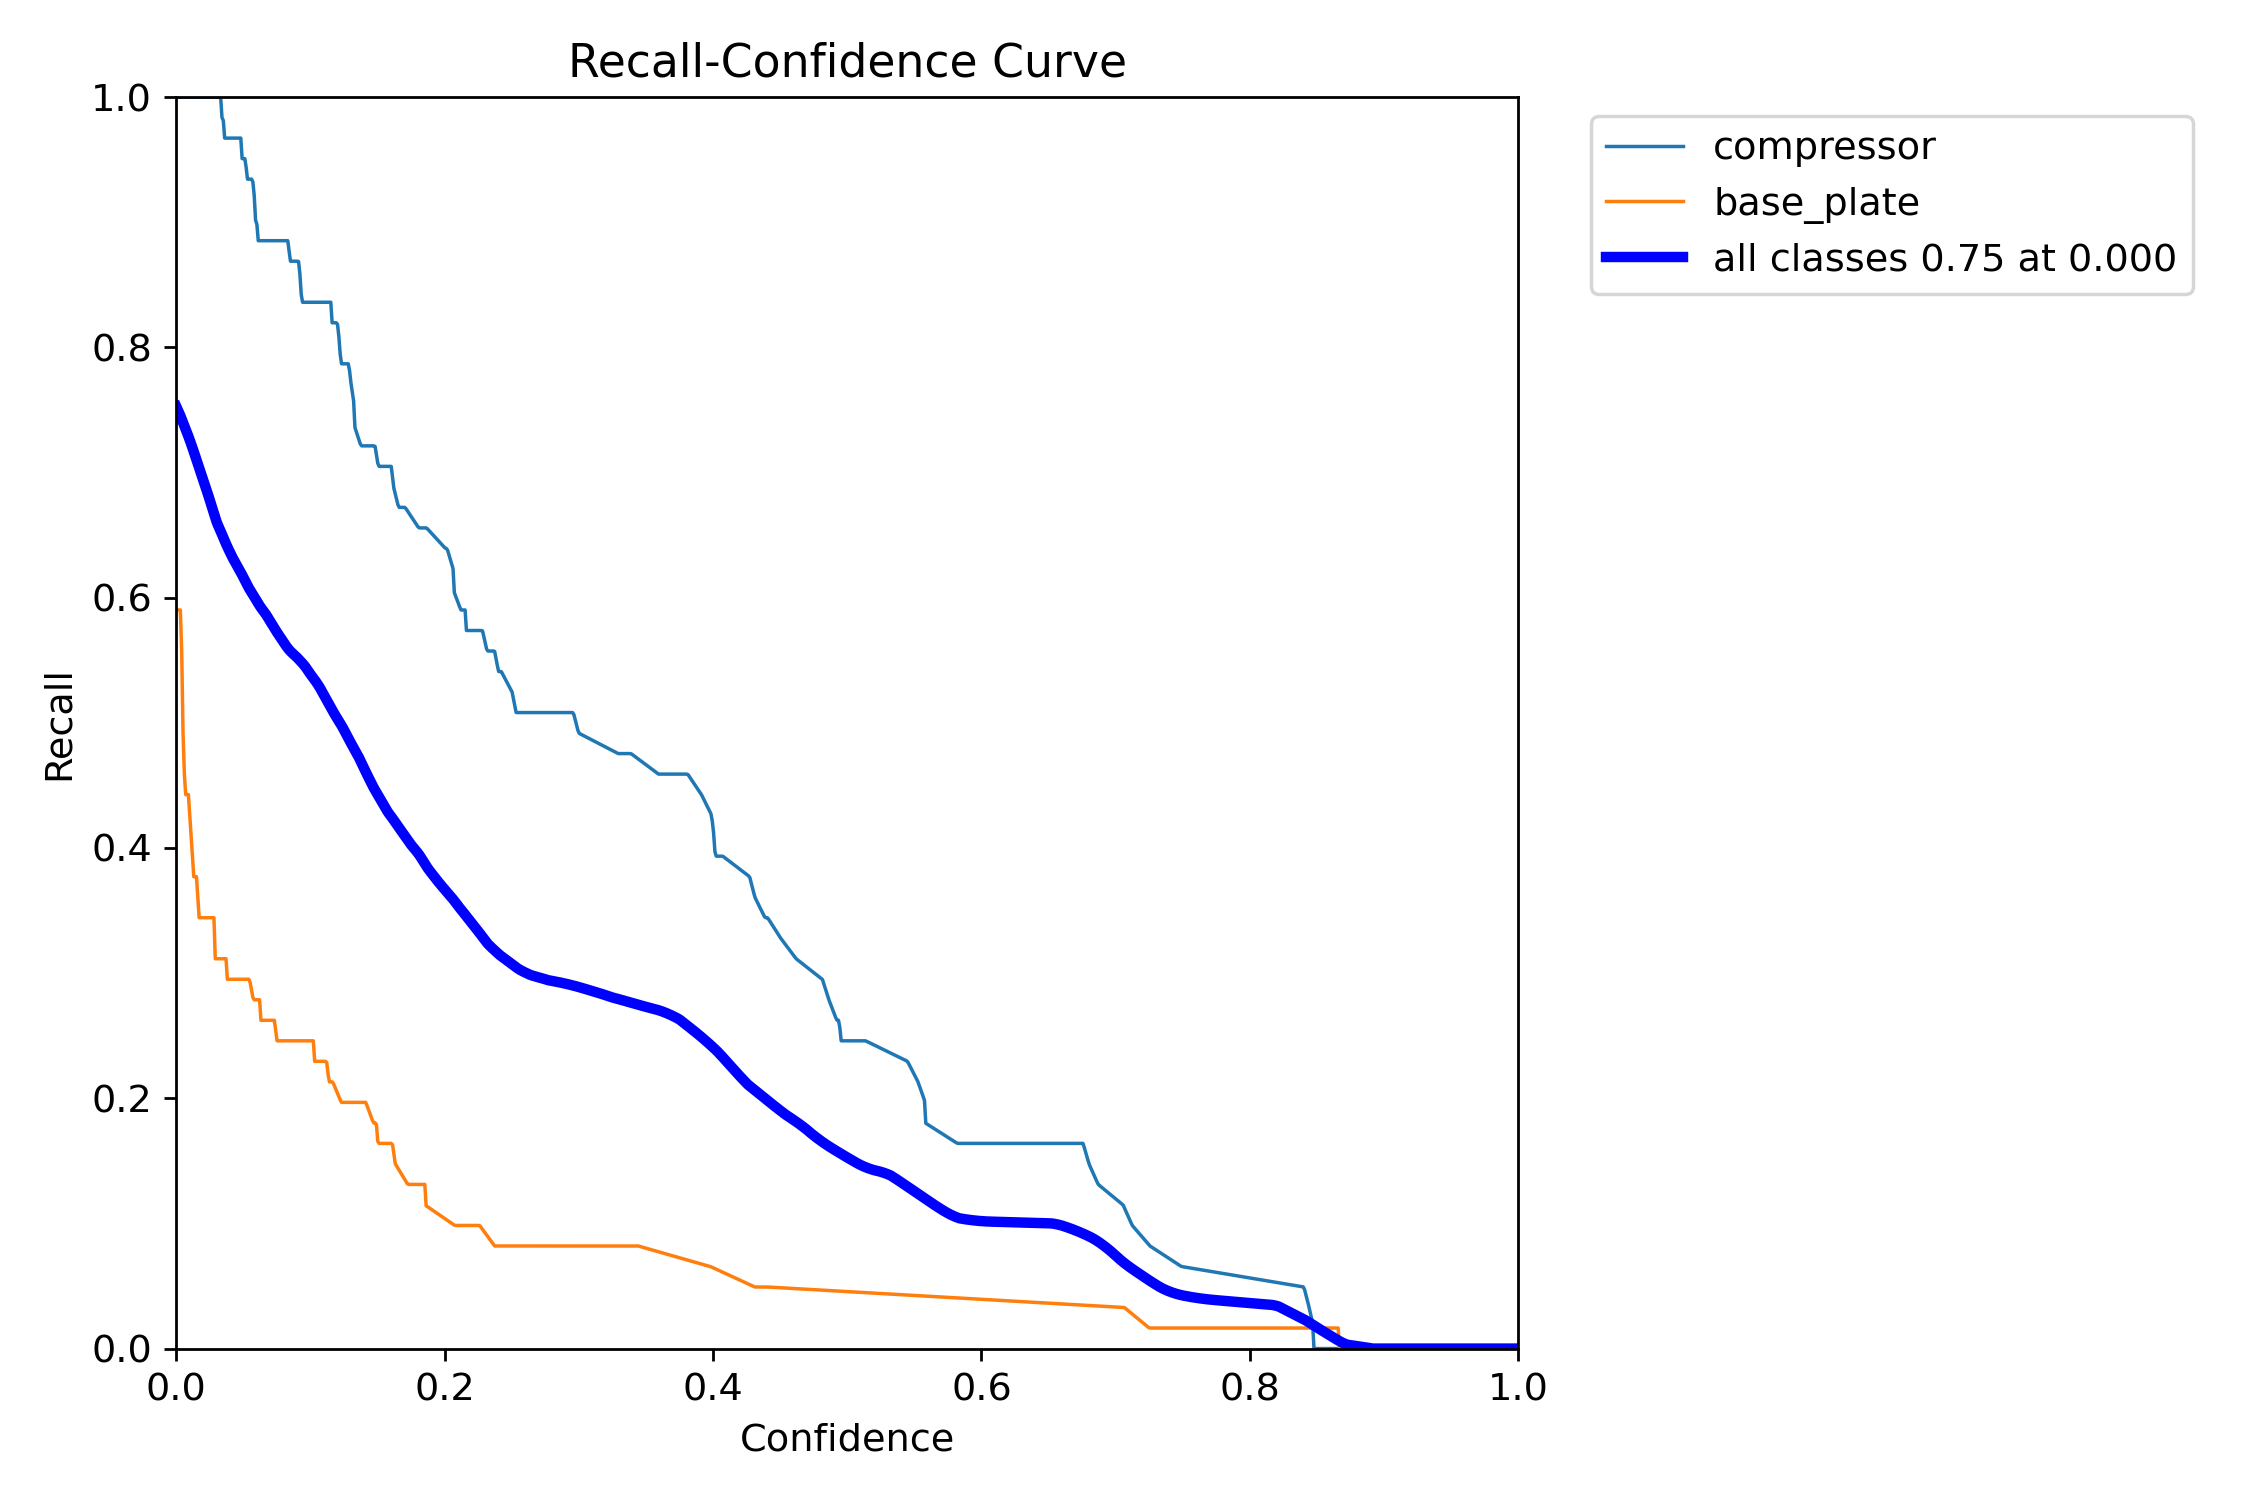 Recall-Confidence Curve
1.0
0.8
0.6
0.4
0.2
0.0
Recall
0.0 0.2 0.4 0.6 0.8 1.0
Confidence
compressor
base_plate
all classes 0.75 at 0.000